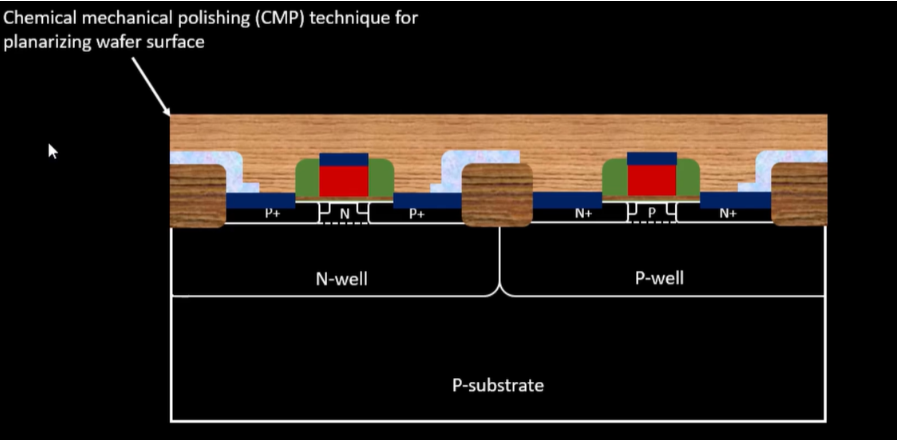 Chemical mechanical polishing (CMP) technique for
planarizing wafer surface
P+
N
P+
N+
P
N+
N-well
P-well
P-substrate